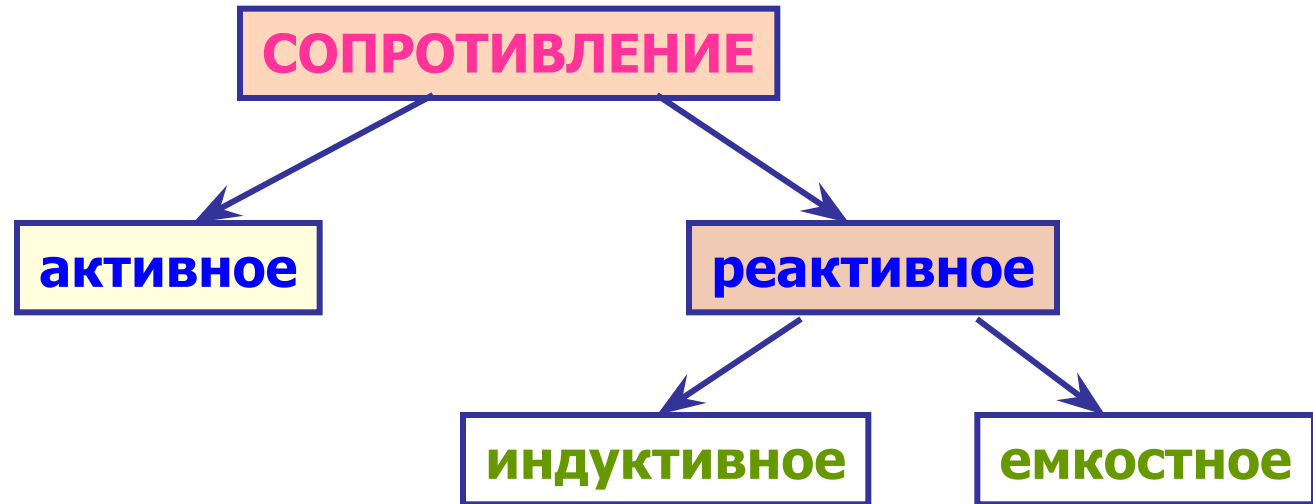 СОПРОТИВЛЕНИЕ
активное
реактивное
индуктивное
емкостное